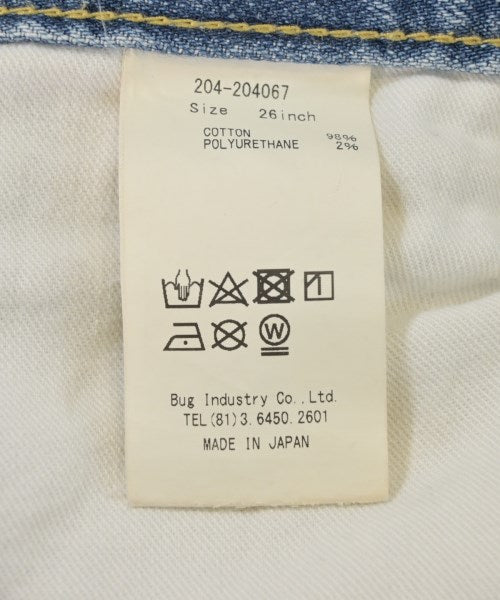 204-204067
Size 26inch
COTTON 98%
POLYURETHANE 2%
W
Bug Industry Co.,Ltd.
TEL(81)3.6450.2601
MADE IN JAPAN